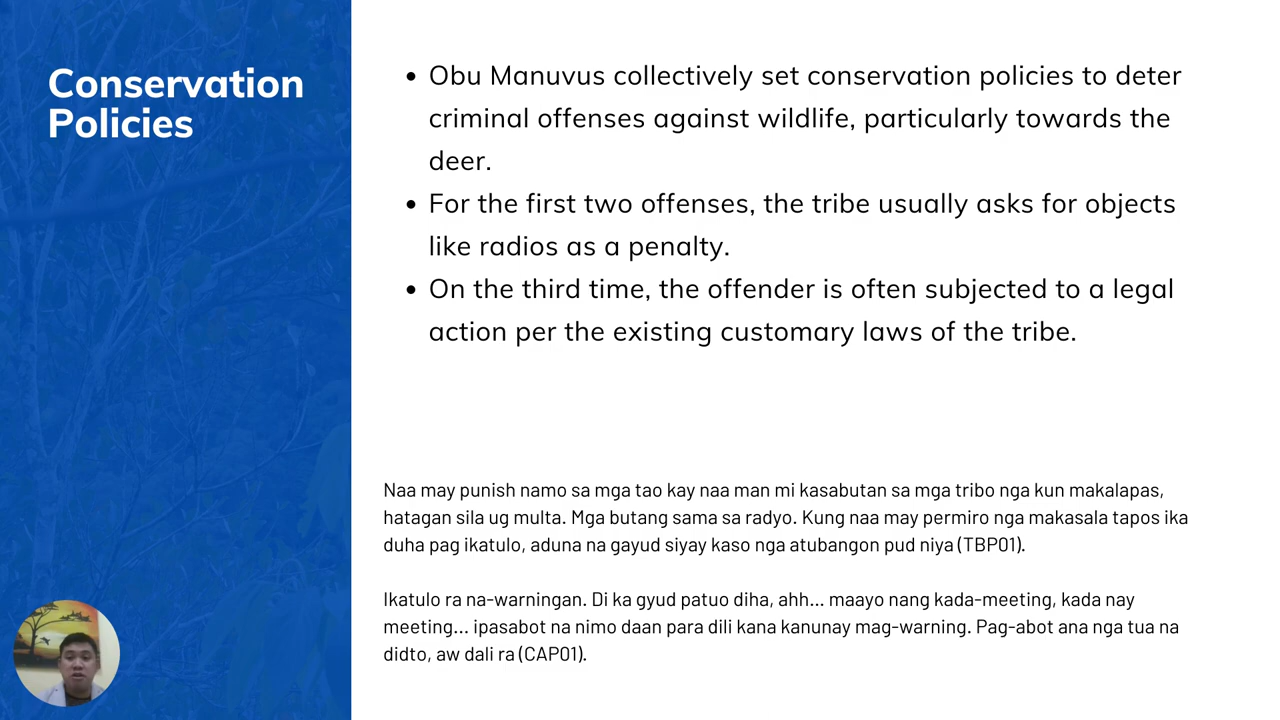 Conservation
Policies
• Obu Manuvus collectively set conservation policies to deter
criminal offenses against wildlife, particularly towards the
deer.
• For the first two offenses, the tribe usually asks for objects
like radios as a penalty.
• On the third time, the offender is often subjected to a legal
action per the existing customary laws of the tribe.
Naa may punish namo sa mga tao kay naa man mi kasabutan sa mga tribo nga kun makalapas,
hatagan sila ug multa. Mga butang sama sa radyo. Kung naa may permiro nga makasala tapos ika
duha pag ikatulo, aduna na gayud siyay kaso nga atubangon pud niya (TBP01).
Ikatulo ra na-warningan. Di ka gyud patuo diha, ahh... maayo nang kada-meeting, kada nay
meeting... ipasabot na nimo daan para dili kana kanunay mag-warning. Pag-abot ana nga tua na
didto, aw dali ra (CAP01).